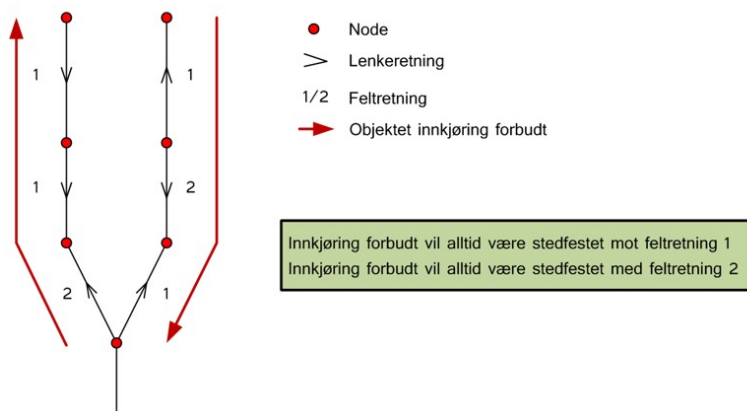 Node
1
1
Lenkeretning
1/2 Feltretning
Objektet innkjøring forbudt
1
2
Innkjøring forbudt vil alltid være stedfestet mot feltretning 1
Innkjøring forbudt vil alltid være stedfestet med feltretning 2
2
1